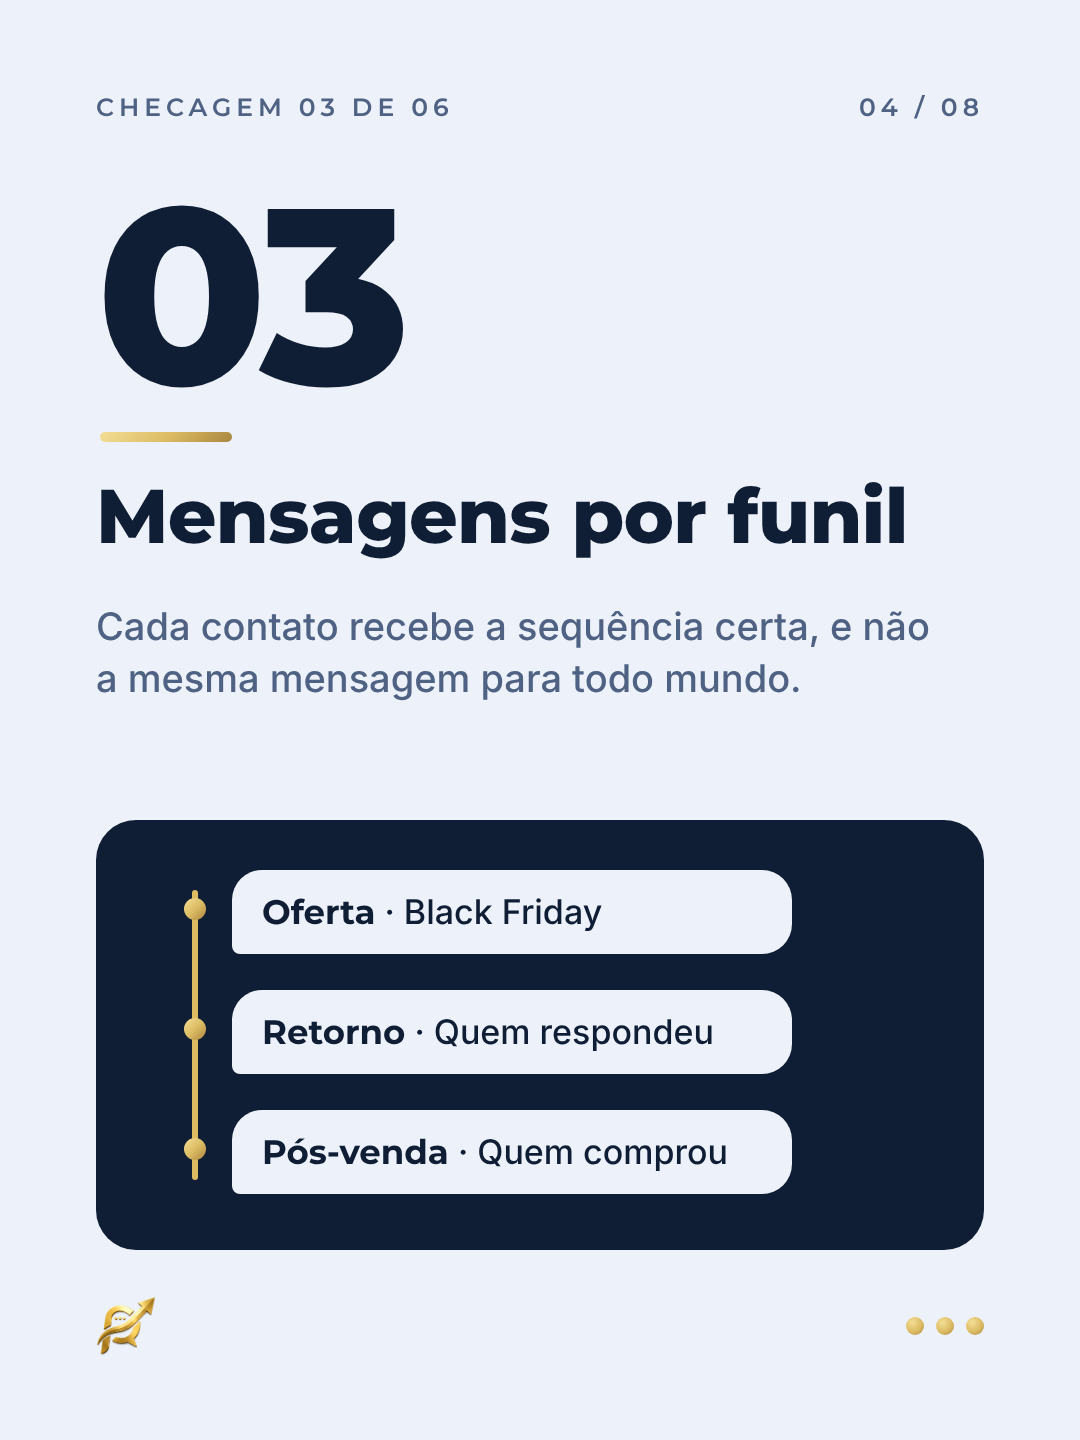 CHECAGEM 03 DE 06
04 / 08
03
Mensagens por funil
Cada contato recebe a sequência certa, e não
a mesma mensagem para todo mundo.
Oferta · Black Friday
Retorno · Quem respondeu
Pós-venda · Quem comprou